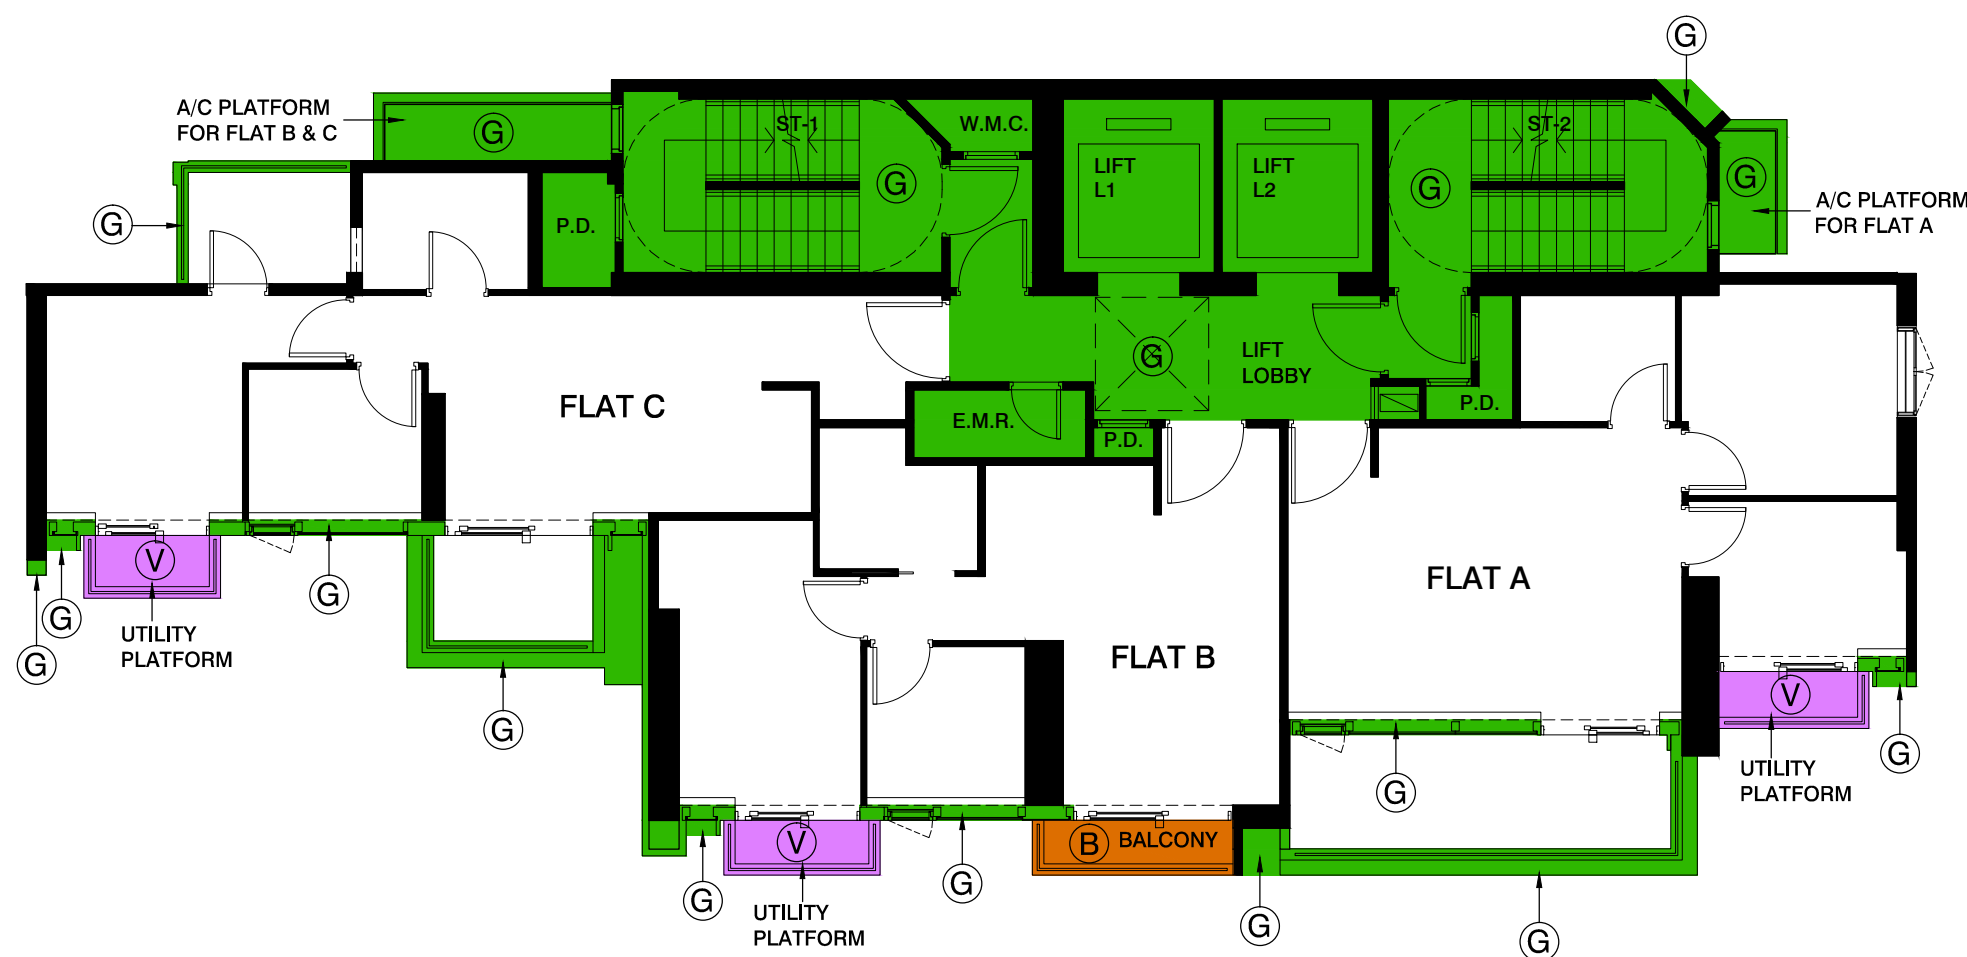 G
A/C PLATFORM
FOR FLAT B & C
G
ST-1
W.M.C.
ST-2
LIFT
L1
LIFT
L2
G
G
G
A/C PLATFORM
FOR FLAT A
G
P.D.
G
LIFT
LOBBY
FLAT C
E.M.R.
P.D.
P.D.
V
G
G
G
G
UTILITY
PLATFORM
FLAT A
FLAT B
G
V
G
UTILITY
PLATFORM
G
V
G
B BALCONY
G
G
G
UTILITY
PLATFORM
G